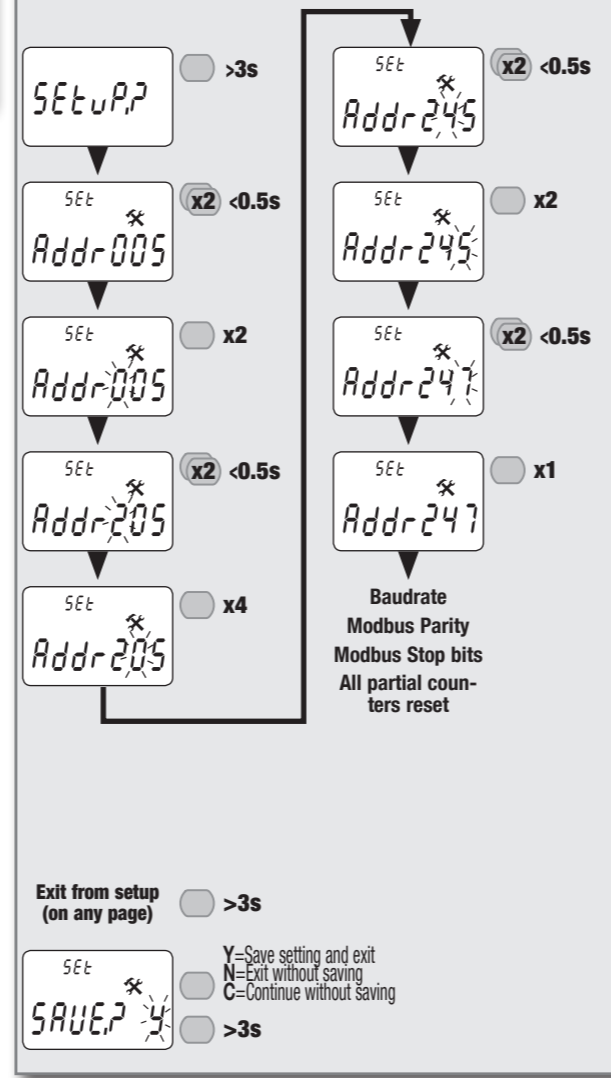 SEtuP,?
>3s
SEt
Addr005
x2 <0.5s
SEt
Addr005
x2
SEt
Addr205
x2 <0.5s
SEt
Addr205
x4
SEt
Addr245
x2 <0.5s
SEt
Addr245
x2
SEt
Addr247
x2 <0.5s
SEt
Addr247
x1
Baudrate
Modbus Parity
Modbus Stop bits
All partial coun-
ters reset
Exit from setup
(on any page)
>3s
SEt
SAVE,? Y
Y=Save setting and exit
N=Exit without saving
C=Continue without saving
>3s